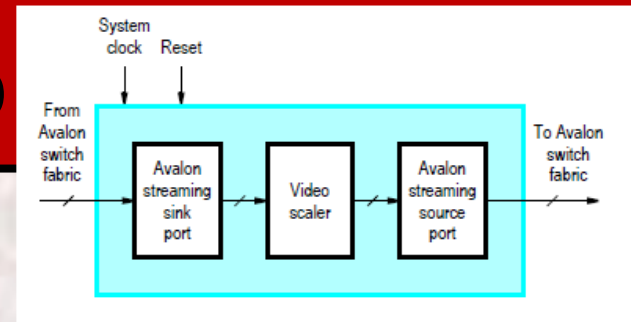 System
clock
Reset
From
Avalon
switch
fabric
Avalon
streaming
sink
port
Video
scaler
Avalon
streaming
source
port
To Avalon
switch
fabric